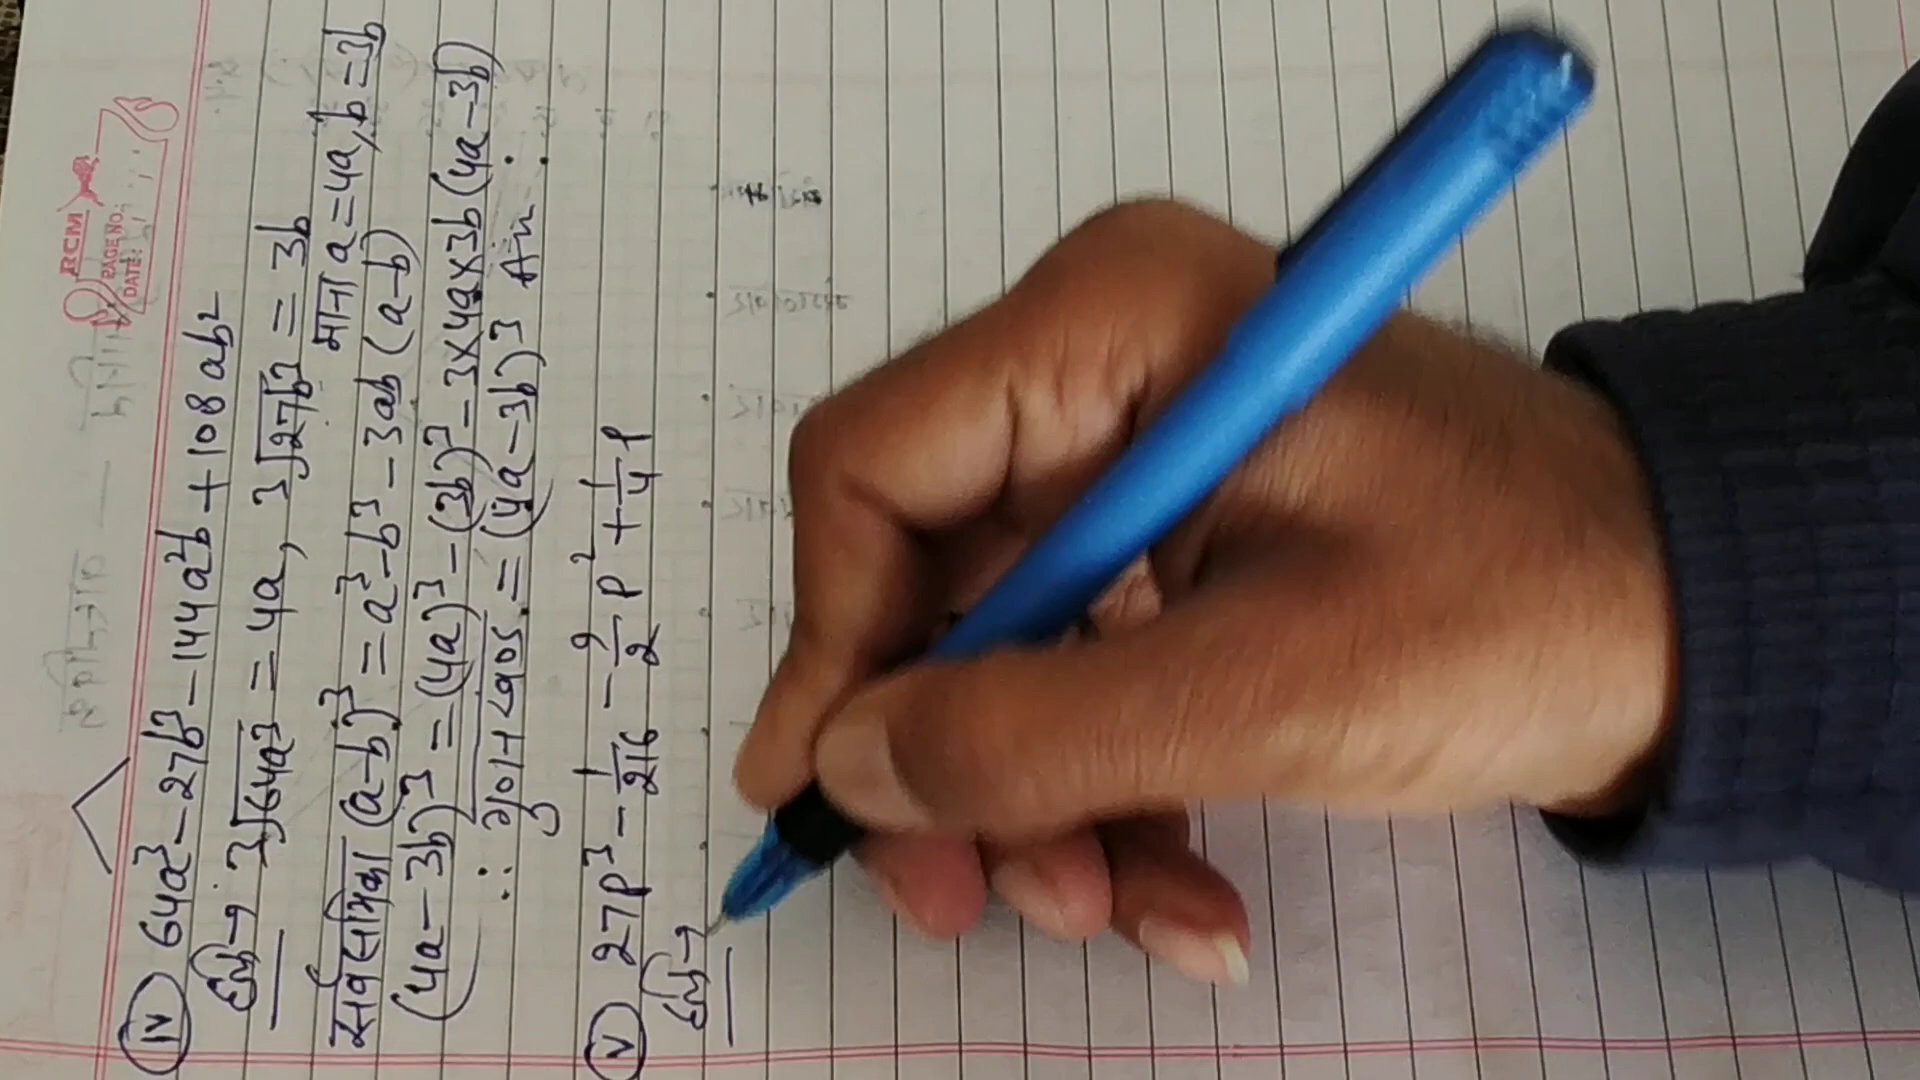 RCM
PAGE NO.:
DATE:
(iv) 64a³ - 27b³ - 144a²b + 108ab²
हल→ ∛64a³ = 4a, ∛27b³ = 3b
माना a = 4a, b = 3b
सर्वसमिका (a-b)³ = a³-b³-3ab(a-b)
(4a-3b)³ = (4a)³-(3b)³-3×4a×3b(4a-3b)
∴ = (4a-3b)³ An
(v) 27p³ - 1/216 - 9/2 p² + 1/4 p
हल→